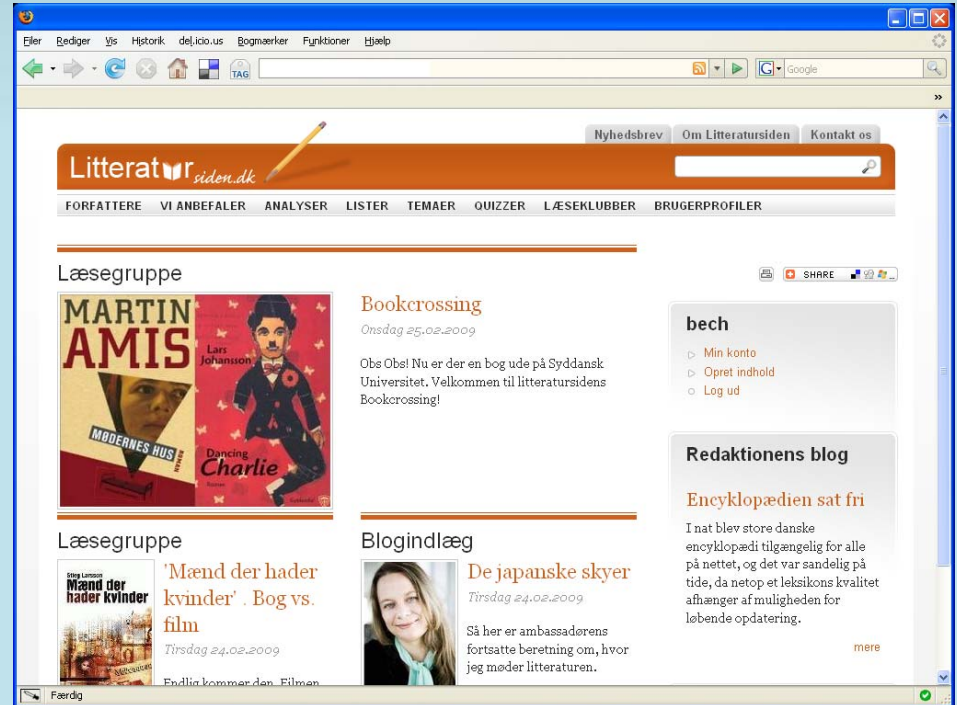 Filer Rediger Vis Historik del.icio.us Bogmærker Funktioner Hjælp
TAG
G Google
»
Nyhedsbrev Om Litteratursiden Kontakt os
Litteratursiden.dk
FORFATTERE VI ANBEFALER ANALYSER LISTER TEMAER QUIZZER LÆSEKLUBBER BRUGERPROFILER
SHARE
Læsegruppe
MARTIN
AMIS
MØDERNES HUS
ROMAN
Lars
Johansson
Dancing
Charlie
Roman
Bookcrossing
Onsdag 25.02.2009
Obs Obs! Nu er der en bog ude på Syddansk
Universitet. Velkommen til litteratursidens
Bookcrossing!
Læsegruppe
Stieg Larsson
Mænd der
hader kvinder
'Mænd der hader
kvinder' . Bog vs.
film
Tirsdag 24.02.2009
Endlig kommer den. Filmen
Blogindlæg
De japanske skyer
Tirsdag 24.02.2009
Så her er ambassadørens
fortsatte beretning om, hvor
jeg møder litteraturen.
bech
Min konto
Opret indhold
Log ud
Redaktionens blog
Encyklopædien sat fri
I nat blev store danske
encyklopædi tilgængelig for alle
på nettet, og det var sandelig på
tide, da netop et leksikons kvalitet
afhænger af muligheden for
løbende opdatering.
mere
Færdig